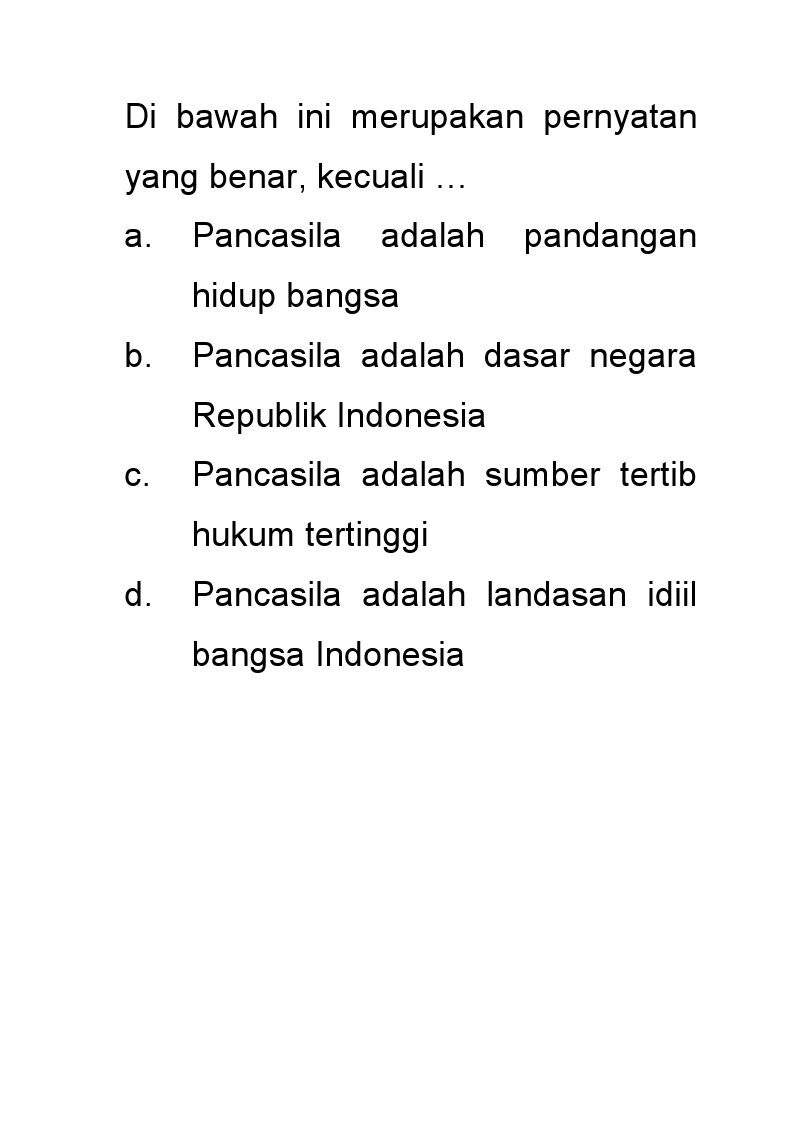 Di bawah ini merupakan pernyatan
yang benar, kecuali …
a. Pancasila adalah pandangan
hidup bangsa
b. Pancasila adalah dasar negara
Republik Indonesia
c. Pancasila adalah sumber tertib
hukum tertinggi
d. Pancasila adalah landasan idiil
bangsa Indonesia